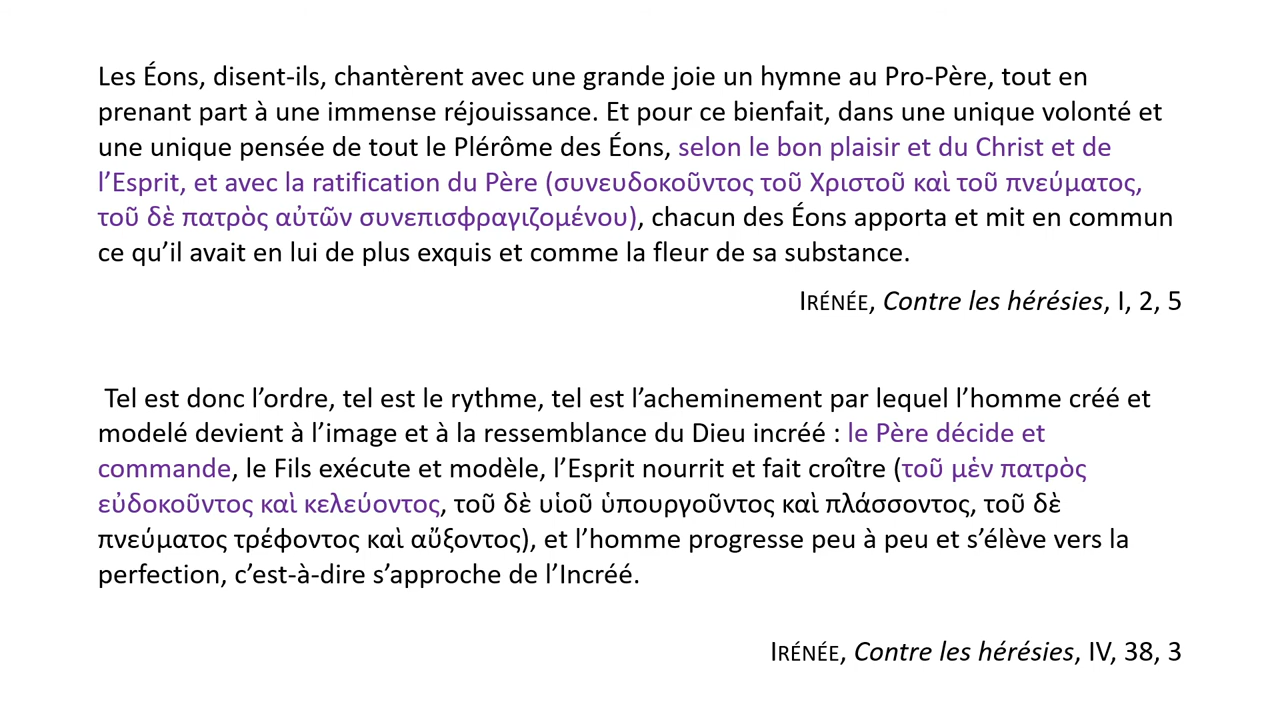 Les Éons, disent-ils, chantèrent avec une grande joie un hymne au Pro-Père, tout en
prenant part à une immense réjouissance. Et pour ce bienfait, dans une unique volonté et
une unique pensée de tout le Plérôme des Éons, selon le bon plaisir et du Christ et de
l’Esprit, et avec la ratification du Père (συνευδοκοῦντος τοῦ Χριστοῦ καὶ τοῦ πνεύματος,
τοῦ δὲ πατρὸς αὐτῶν συνεπισφραγιζομένου), chacun des Éons apporta et mit en commun
ce qu’il avait en lui de plus exquis et comme la fleur de sa substance.
IRÉNÉE, Contre les hérésies, I, 2, 5
Tel est donc l’ordre, tel est le rythme, tel est l’acheminement par lequel l’homme créé et
modelé devient à l’image et à la ressemblance du Dieu incréé : le Père décide et
commande, le Fils exécute et modèle, l’Esprit nourrit et fait croître (τοῦ μὲν πατρὸς
εὐδοκοῦντος καὶ κελεύοντος, τοῦ δὲ υἱοῦ ὑπουργοῦντος καὶ πλάσσοντος, τοῦ δὲ
πνεύματος τρέφοντος καὶ αὔξοντος), et l’homme progresse peu à peu et s’élève vers la
perfection, c’est-à-dire s’approche de l’Incréé.
IRÉNÉE, Contre les hérésies, IV, 38, 3